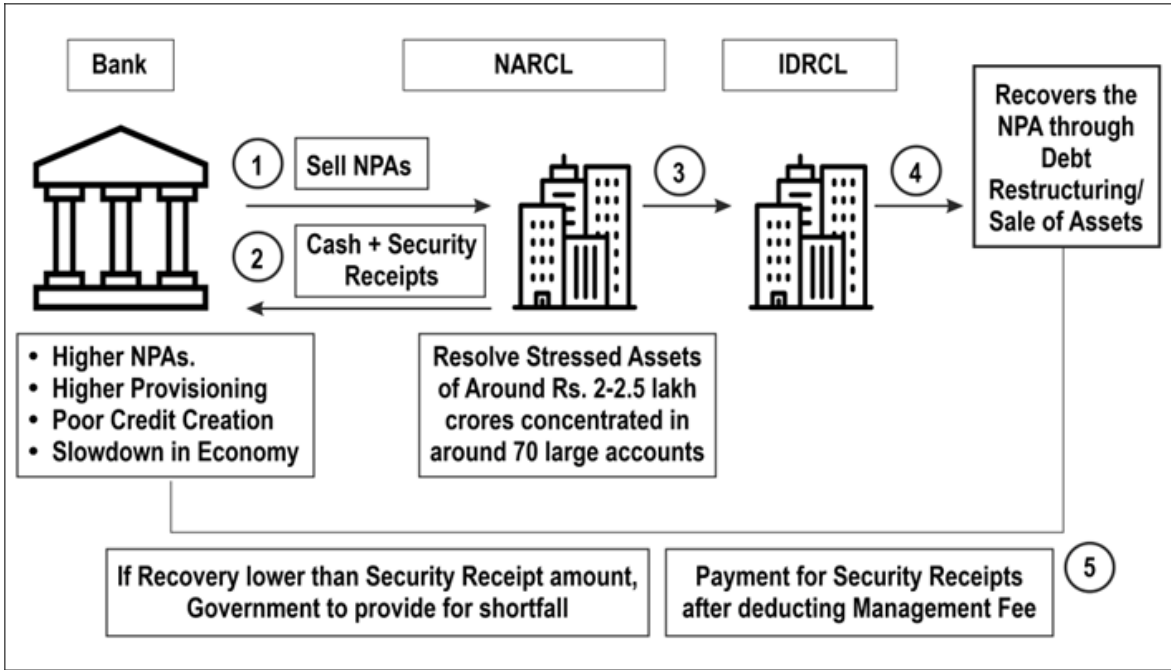 Bank
NARCL
IDRCL
Recovers the
NPA through
Debt
Restructuring/
Sale of Assets
1
Sell NPAs
2
Cash + Security
Receipts
3
4
• Higher NPAs.
• Higher Provisioning
• Poor Credit Creation
• Slowdown in Economy
Resolve Stressed Assets
of Around Rs. 2-2.5 lakh
crores concentrated in
around 70 large accounts
If Recovery lower than Security Receipt amount,
Government to provide for shortfall
Payment for Security Receipts
after deducting Management Fee
5